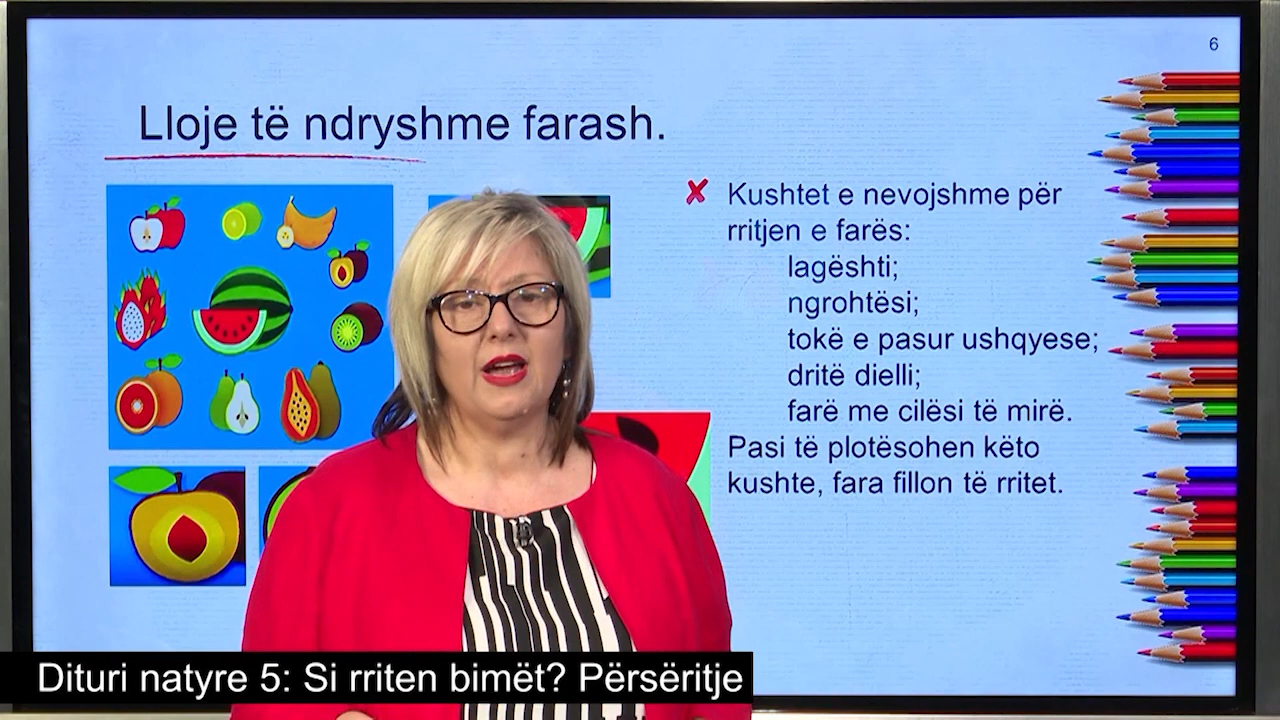 6
Lloje të ndryshme farash.
Kushtet e nevojshme për
rritjen e farës:
lagështi;
ngrohtësi;
tokë e pasur ushqyese;
dritë dielli;
farë me cilësi të mirë.
Pasi të plotësohen këto
kushte, fara fillon të rritet.
Dituri natyre 5: Si rriten bimët? Përsëritje